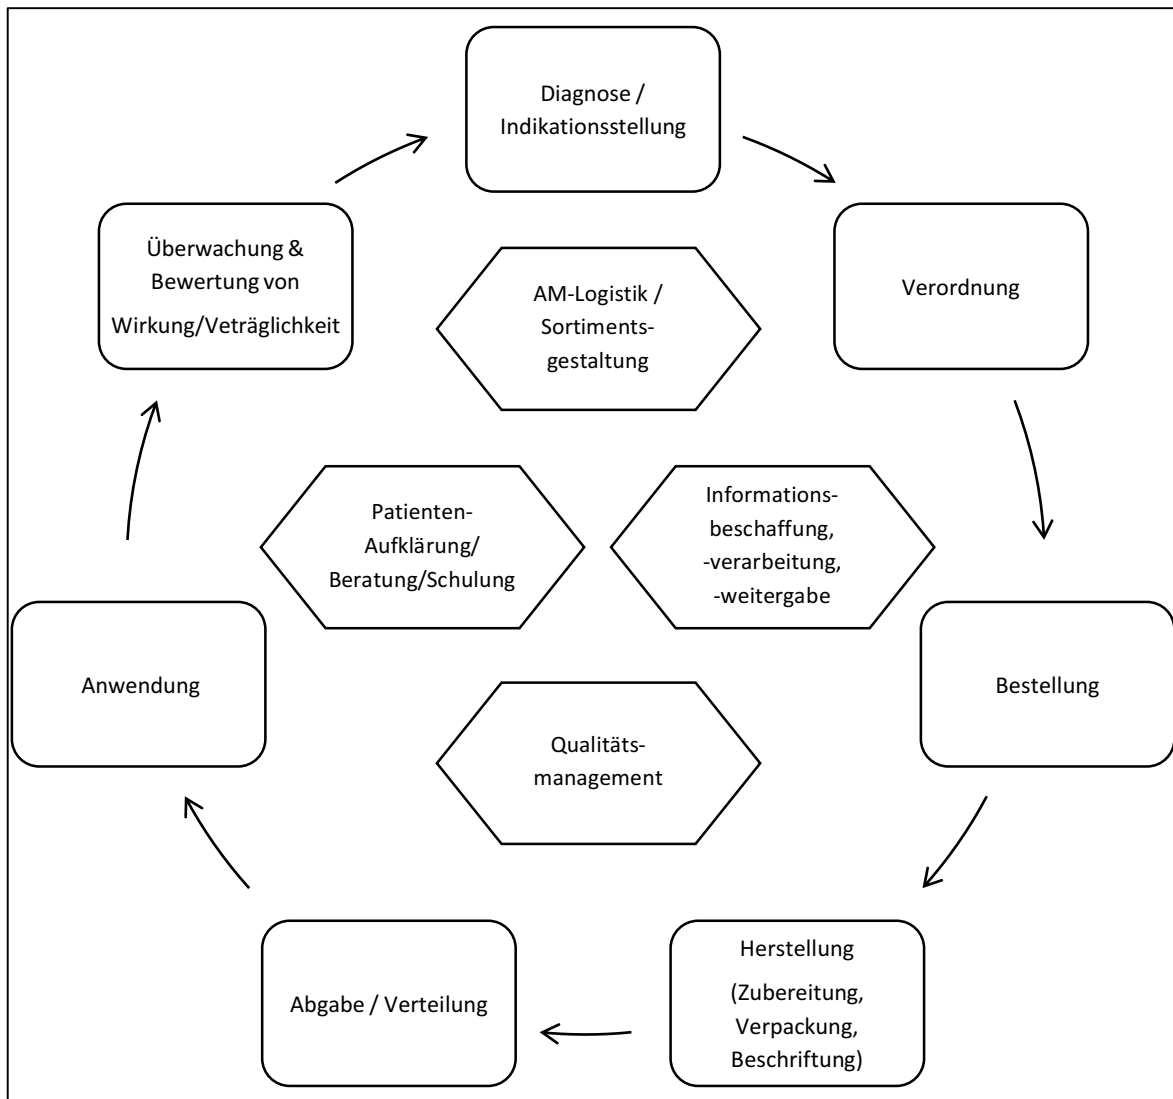 Diagnose /
Indikationsstellung
Überwachung &
Bewertung von
Wirkung/Veträglichkeit
Verordnung
AM-Logistik /
Sortiments-
gestaltung
Patienten-
Aufklärung/
Beratung/Schulung
Informations-
beschaffung,
-verarbeitung,
-weitergabe
Anwendung
Bestellung
Qualitäts-
management
Abgabe / Verteilung
Herstellung
(Zubereitung,
Verpackung,
Beschriftung)